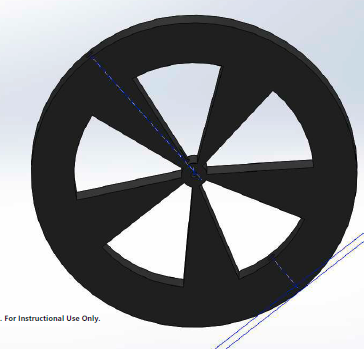 . For Instructional Use Only.